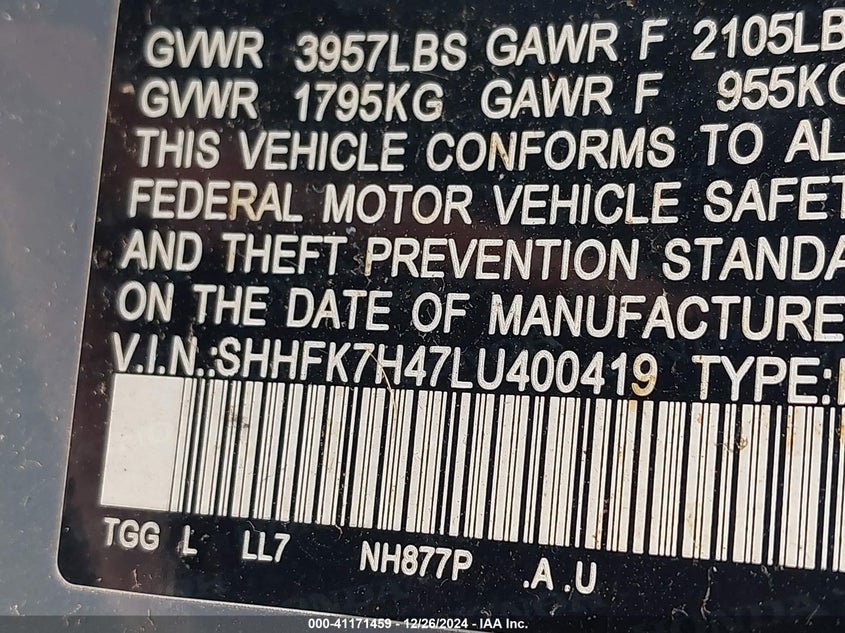 GVWR 3957LBS GAWR F 2105LB
GVWR 1795KG GAWR F 955KG
THIS VEHICLE CONFORMS TO AL
FEDERAL MOTOR VEHICLE SAFET
AND THEFT PREVENTION STANDA
ON THE DATE OF MANUFACTURE
V.I.N.:SHHFK7H47LU400419 TYPE:
TGG L LL7 NH877P .A .U
000-41171459 - 12/26/2024 - IAA Inc.